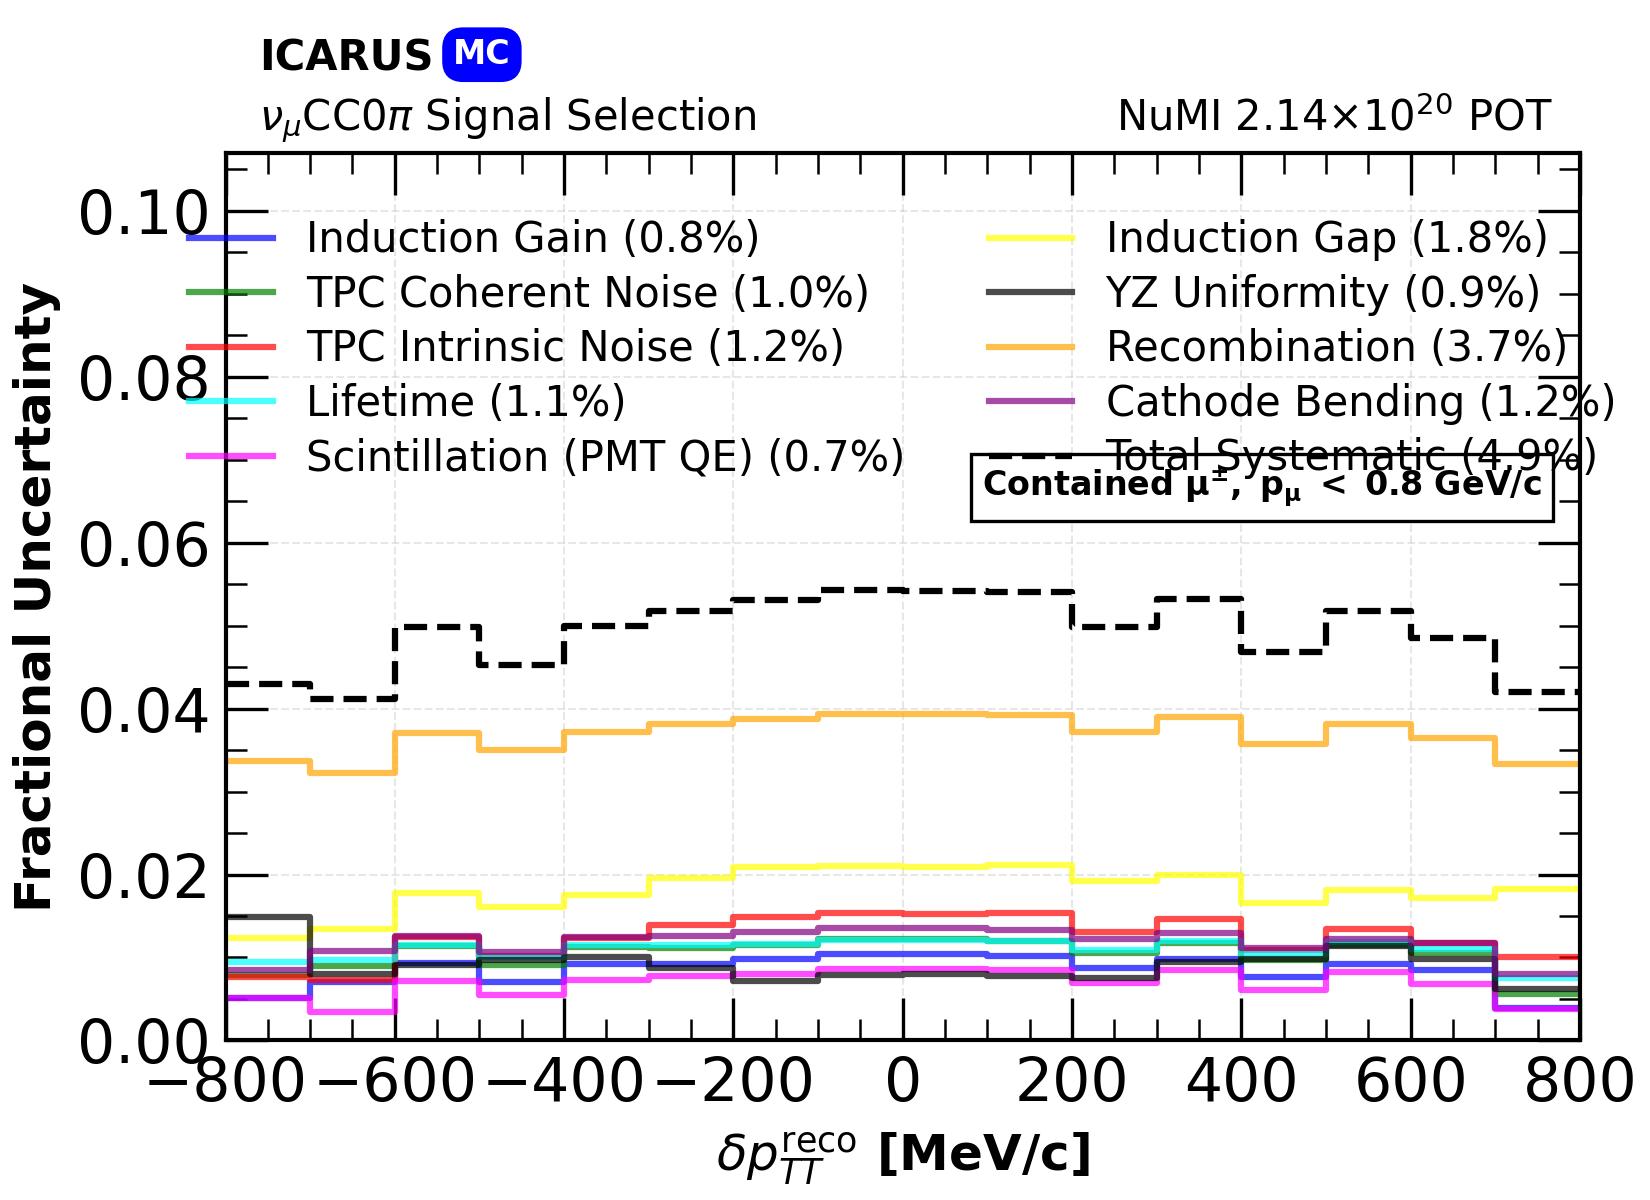 ICARUS MC
νμCC0π Signal Selection NuMI 2.14×10²⁰ POT
Fractional Uncertainty
0.10
0.08
0.06
0.04
0.02
0.00
Induction Gain (0.8%)
TPC Coherent Noise (1.0%)
TPC Intrinsic Noise (1.2%)
Lifetime (1.1%)
Scintillation (PMT QE) (0.7%)
Induction Gap (1.8%)
YZ Uniformity (0.9%)
Recombination (3.7%)
Cathode Bending (1.2%)
Total Systematic (4.9%)
Contained μ±, pμ < 0.8 GeV/c
−800 −600 −400 −200 0 200 400 600 800
δp_TT^reco [MeV/c]